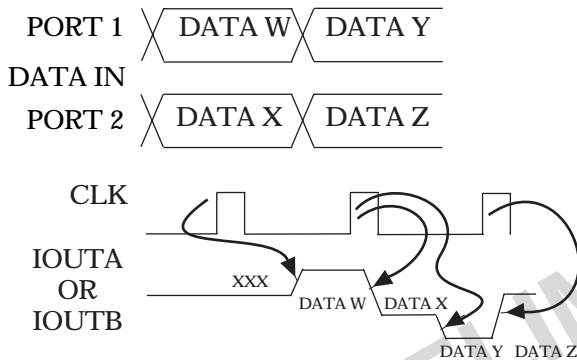 PORT 1
DATA W DATA Y
DATA IN
PORT 2
DATA X DATA Z
CLK
IOUTA
OR
IOUTB
XXX
DATA W
DATA X
DATA Y
DATA Z